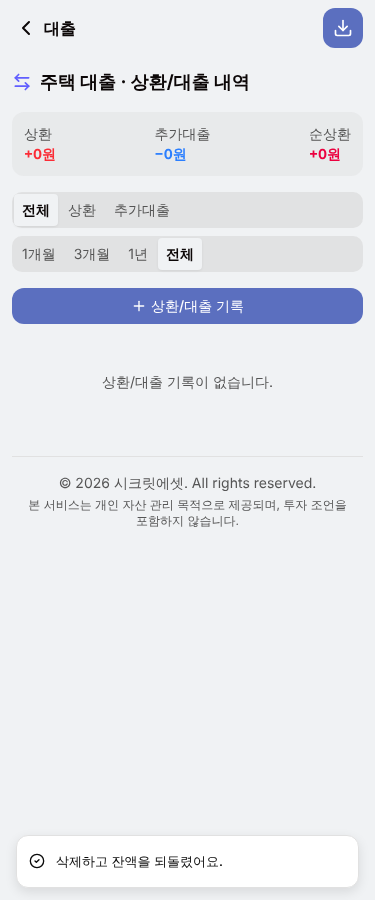 대출
주택 대출 · 상환/대출 내역
상환 추가대출 순상환
+0원 −0원 +0원
전체 상환 추가대출
1개월 3개월 1년 전체
+ 상환/대출 기록
상환/대출 기록이 없습니다.
© 2026 시크릿에셋. All rights reserved.
본 서비스는 개인 자산 관리 목적으로 제공되며, 투자 조언을
포함하지 않습니다.
삭제하고 잔액을 되돌렸어요.